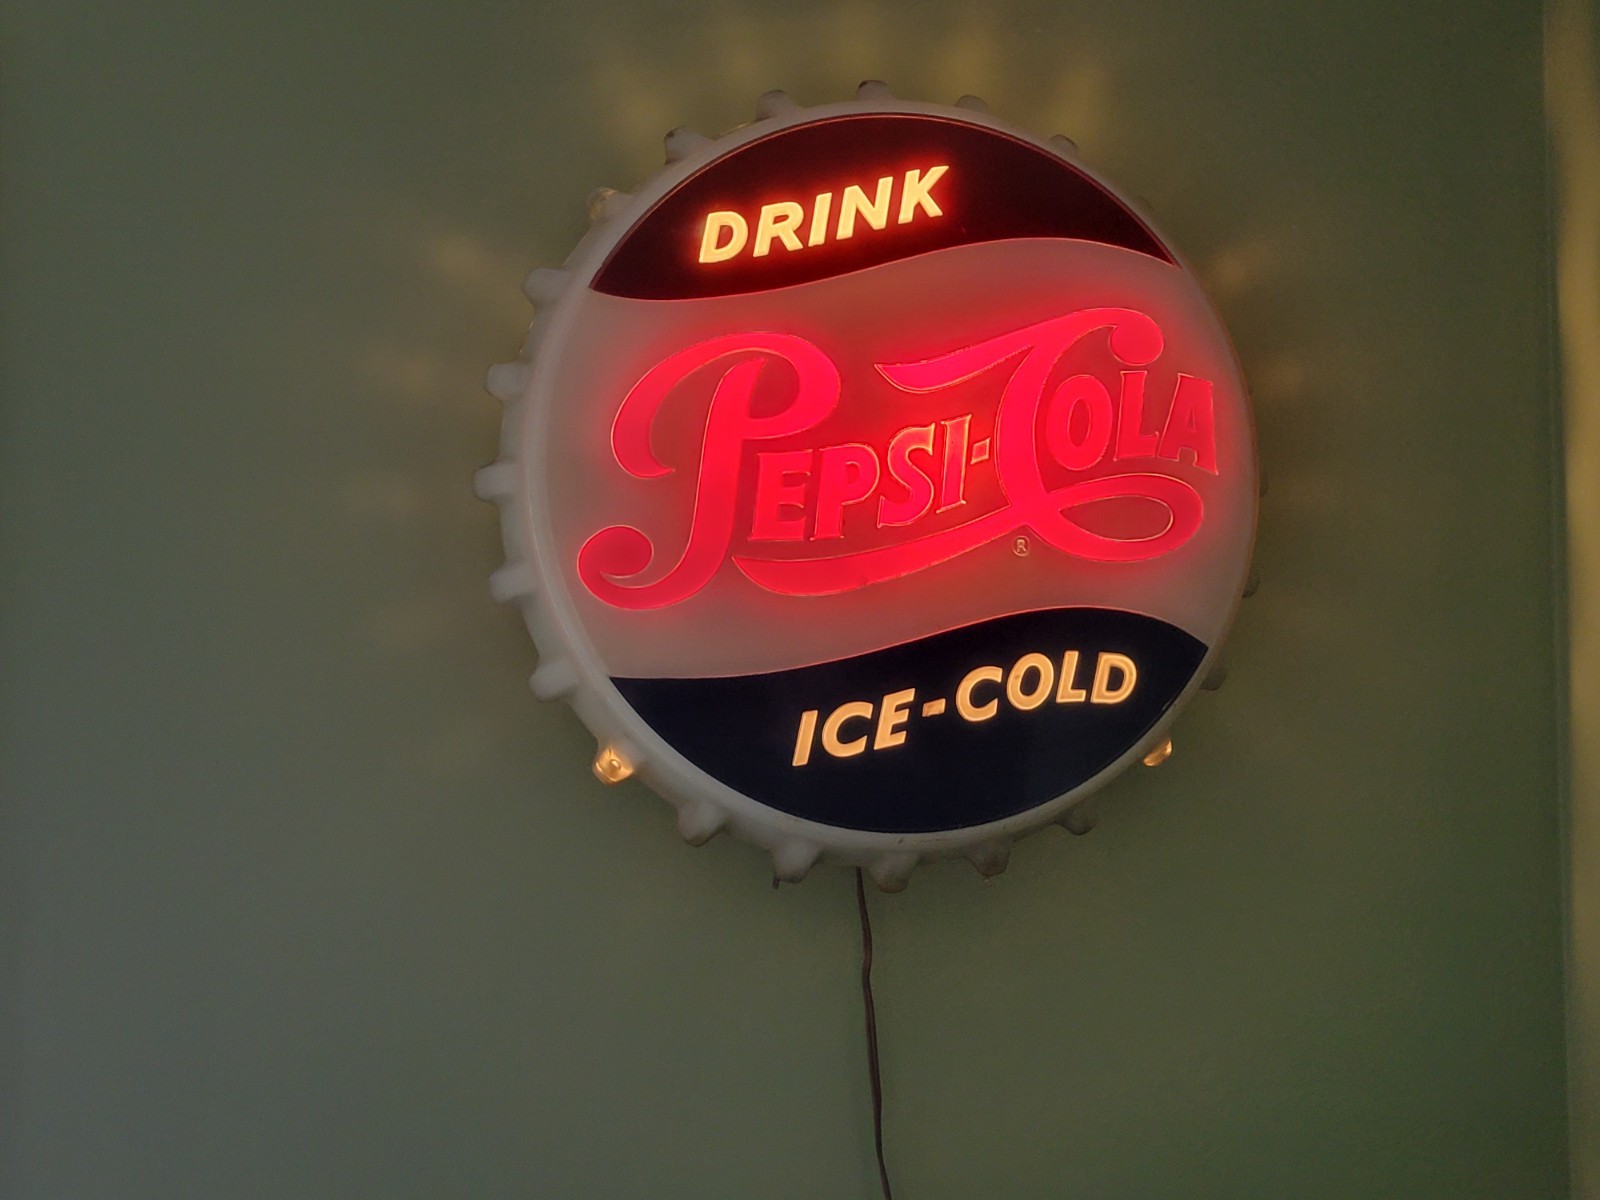 DRINK
PEPSI-COLA
®
ICE-COLD